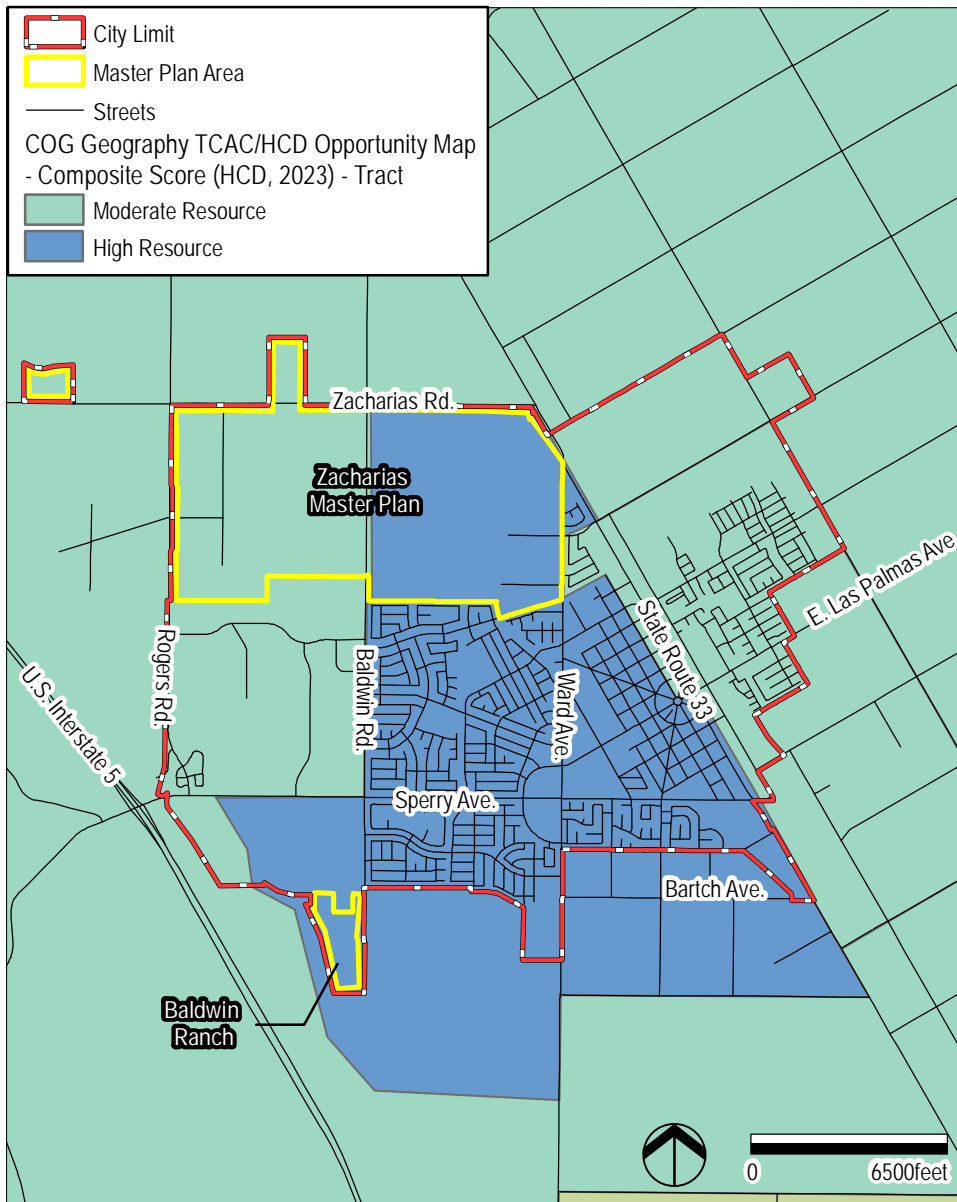 City Limit
Master Plan Area
Streets
COG Geography TCAC/HCD Opportunity Map
- Composite Score (HCD, 2023) - Tract
Moderate Resource
High Resource
Zacharias Rd.
Zacharias
Master Plan
E. Las Palmas Ave
State Route 33
Rogers Rd.
Baldwin Rd.
Ward Ave.
U.S. Interstate 5
Sperry Ave.
Bartch Ave.
Baldwin
Ranch
0 6500feet